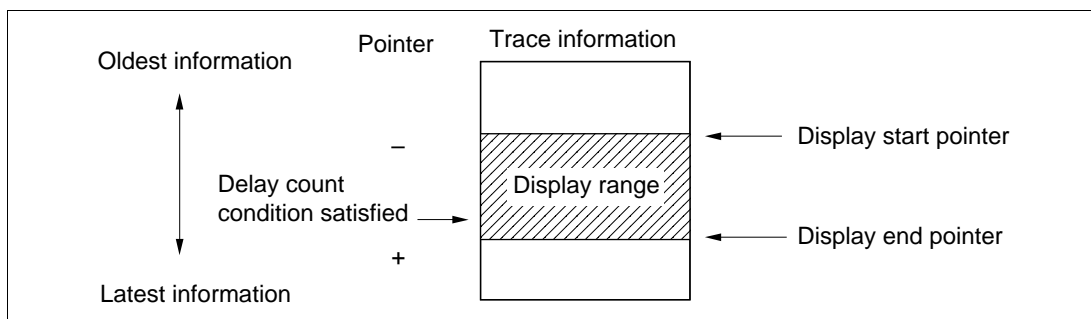 Pointer
Trace information
Oldest information
Display start pointer
–
Display range
Delay count
condition satisfied
Display end pointer
+
Latest information